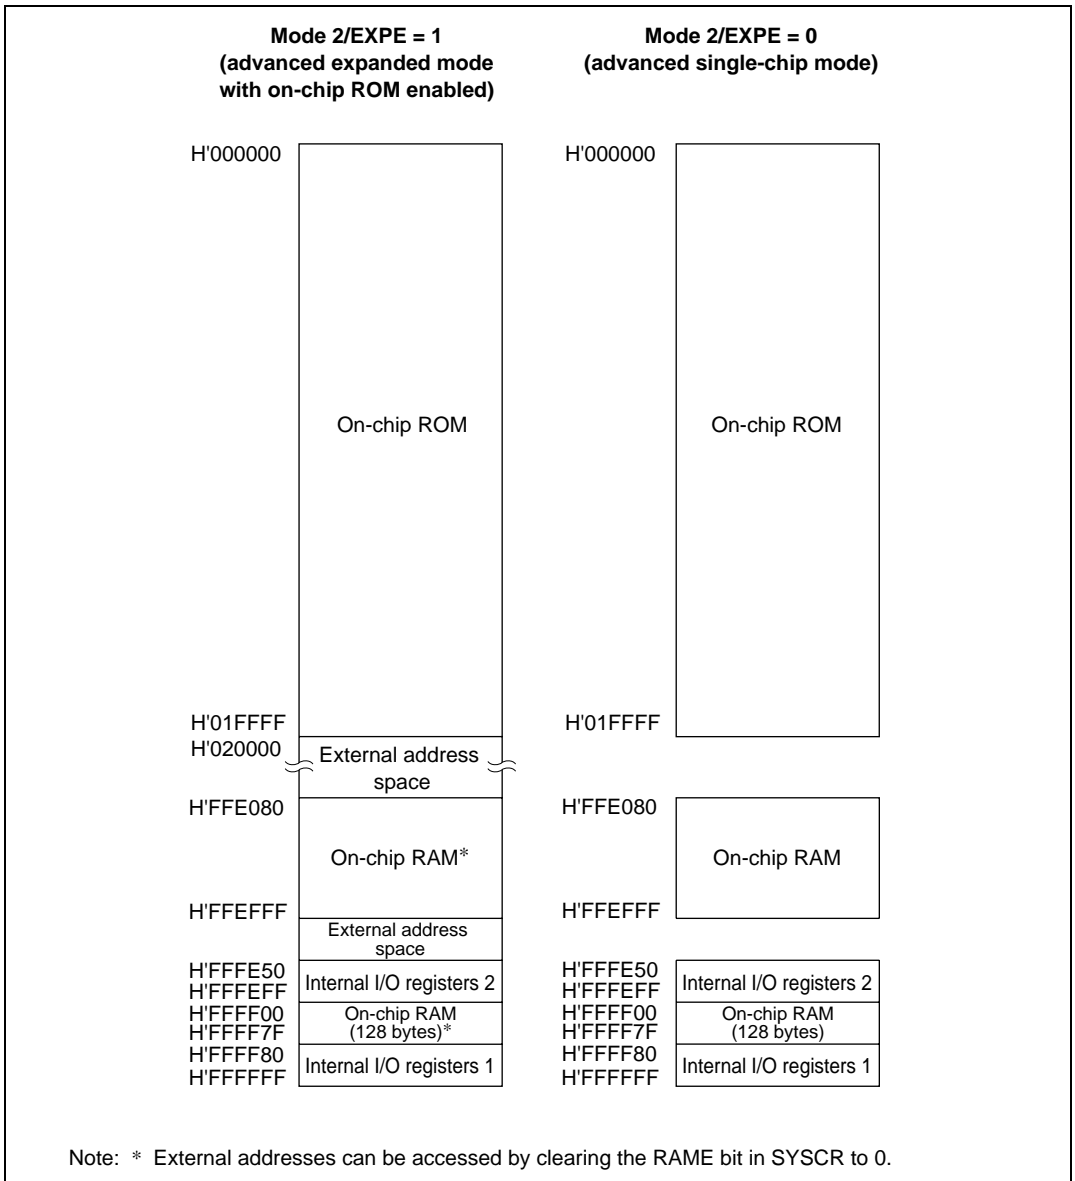 Mode 2/EXPE = 1
(advanced expanded mode
with on-chip ROM enabled)
H'000000
On-chip ROM
H'01FFFF
H'020000
External address
space
H'FFE080
On-chip RAM*
H'FFEFFF
External address
space
H'FFFE50
Internal I/O registers 2
H'FFFEFF
H'FFFF00
On-chip RAM
(128 bytes)*
H'FFFF7F
H'FFFF80
Internal I/O registers 1
H'FFFFFF
Mode 2/EXPE = 0
(advanced single-chip mode)
H'000000
On-chip ROM
H'01FFFF
H'FFE080
On-chip RAM
H'FFEFFF
H'FFFE50
Internal I/O registers 2
H'FFFEFF
H'FFFF00
On-chip RAM
(128 bytes)
H'FFFF7F
H'FFFF80
Internal I/O registers 1
H'FFFFFF
Note: * External addresses can be accessed by clearing the RAME bit in SYSCR to 0.